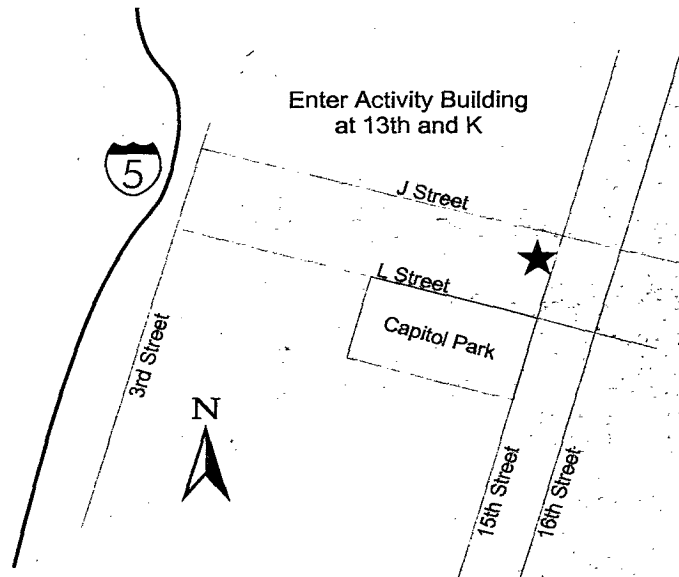 Enter Activity Building
at 13th and K
5
J Street
L Street
Capitol Park
3rd Street
N
15th Street
16th Street